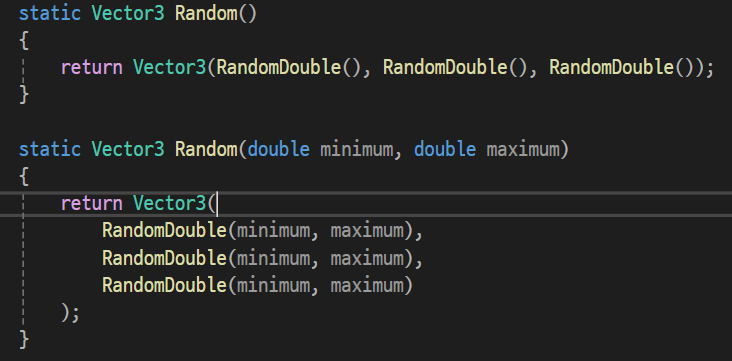 static Vector3 Random()
{
    return Vector3(RandomDouble(), RandomDouble(), RandomDouble());
}

static Vector3 Random(double minimum, double maximum)
{
    return Vector3(
        RandomDouble(minimum, maximum),
        RandomDouble(minimum, maximum),
        RandomDouble(minimum, maximum)
    );
}